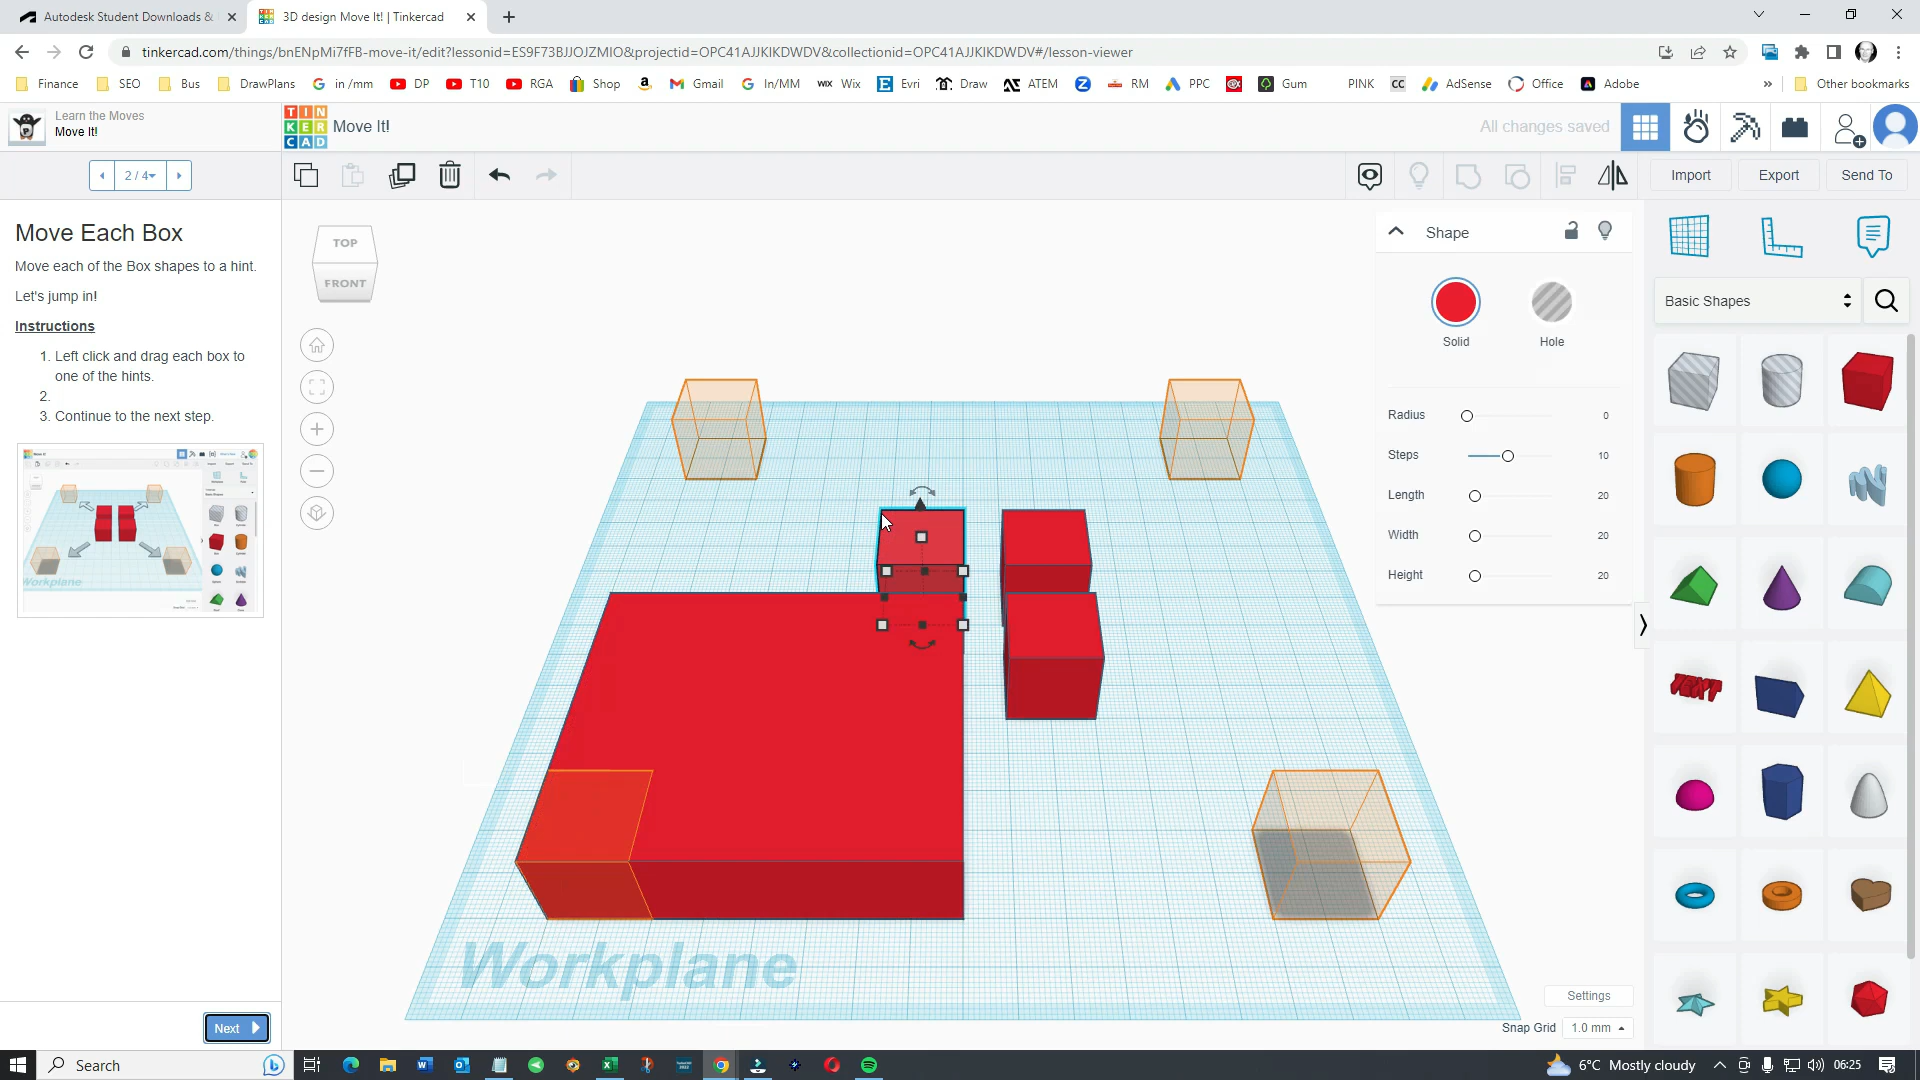 Autodesk Student Downloads &
3D design Move It! | Tinkercad
tinkercad.com/things/bnENpMi7fFB-move-it/edit?lessonid=ES9F73BJJOJZMIO&projectid=OPC41AJJKIKDWDV&collectionid=OPC41AJJKIKDWDV#/lesson-viewer
Finance SEO Bus DrawPlans in /mm DP T10 RGA Shop Gmail In/MM Wix Evri Draw ATEM RM PPC Gum PINK CC AdSense Office Adobe » Other bookmarks
Learn the Moves
Move It!
TINKERCAD
Move It!
All changes saved
2 / 4
Import Export Send To
Move Each Box
Move each of the Box shapes to a hint.
Let's jump in!
Instructions
1. Left click and drag each box to
one of the hints.
2.
3. Continue to the next step.
Workplane
Next
TOP
FRONT
Workplane
Shape
Solid
Hole
Radius 0
Steps 10
Length 20
Width 20
Height 20
Basic Shapes
TEXT
Settings
Snap Grid 1.0 mm
Search
6°C Mostly cloudy
06:25